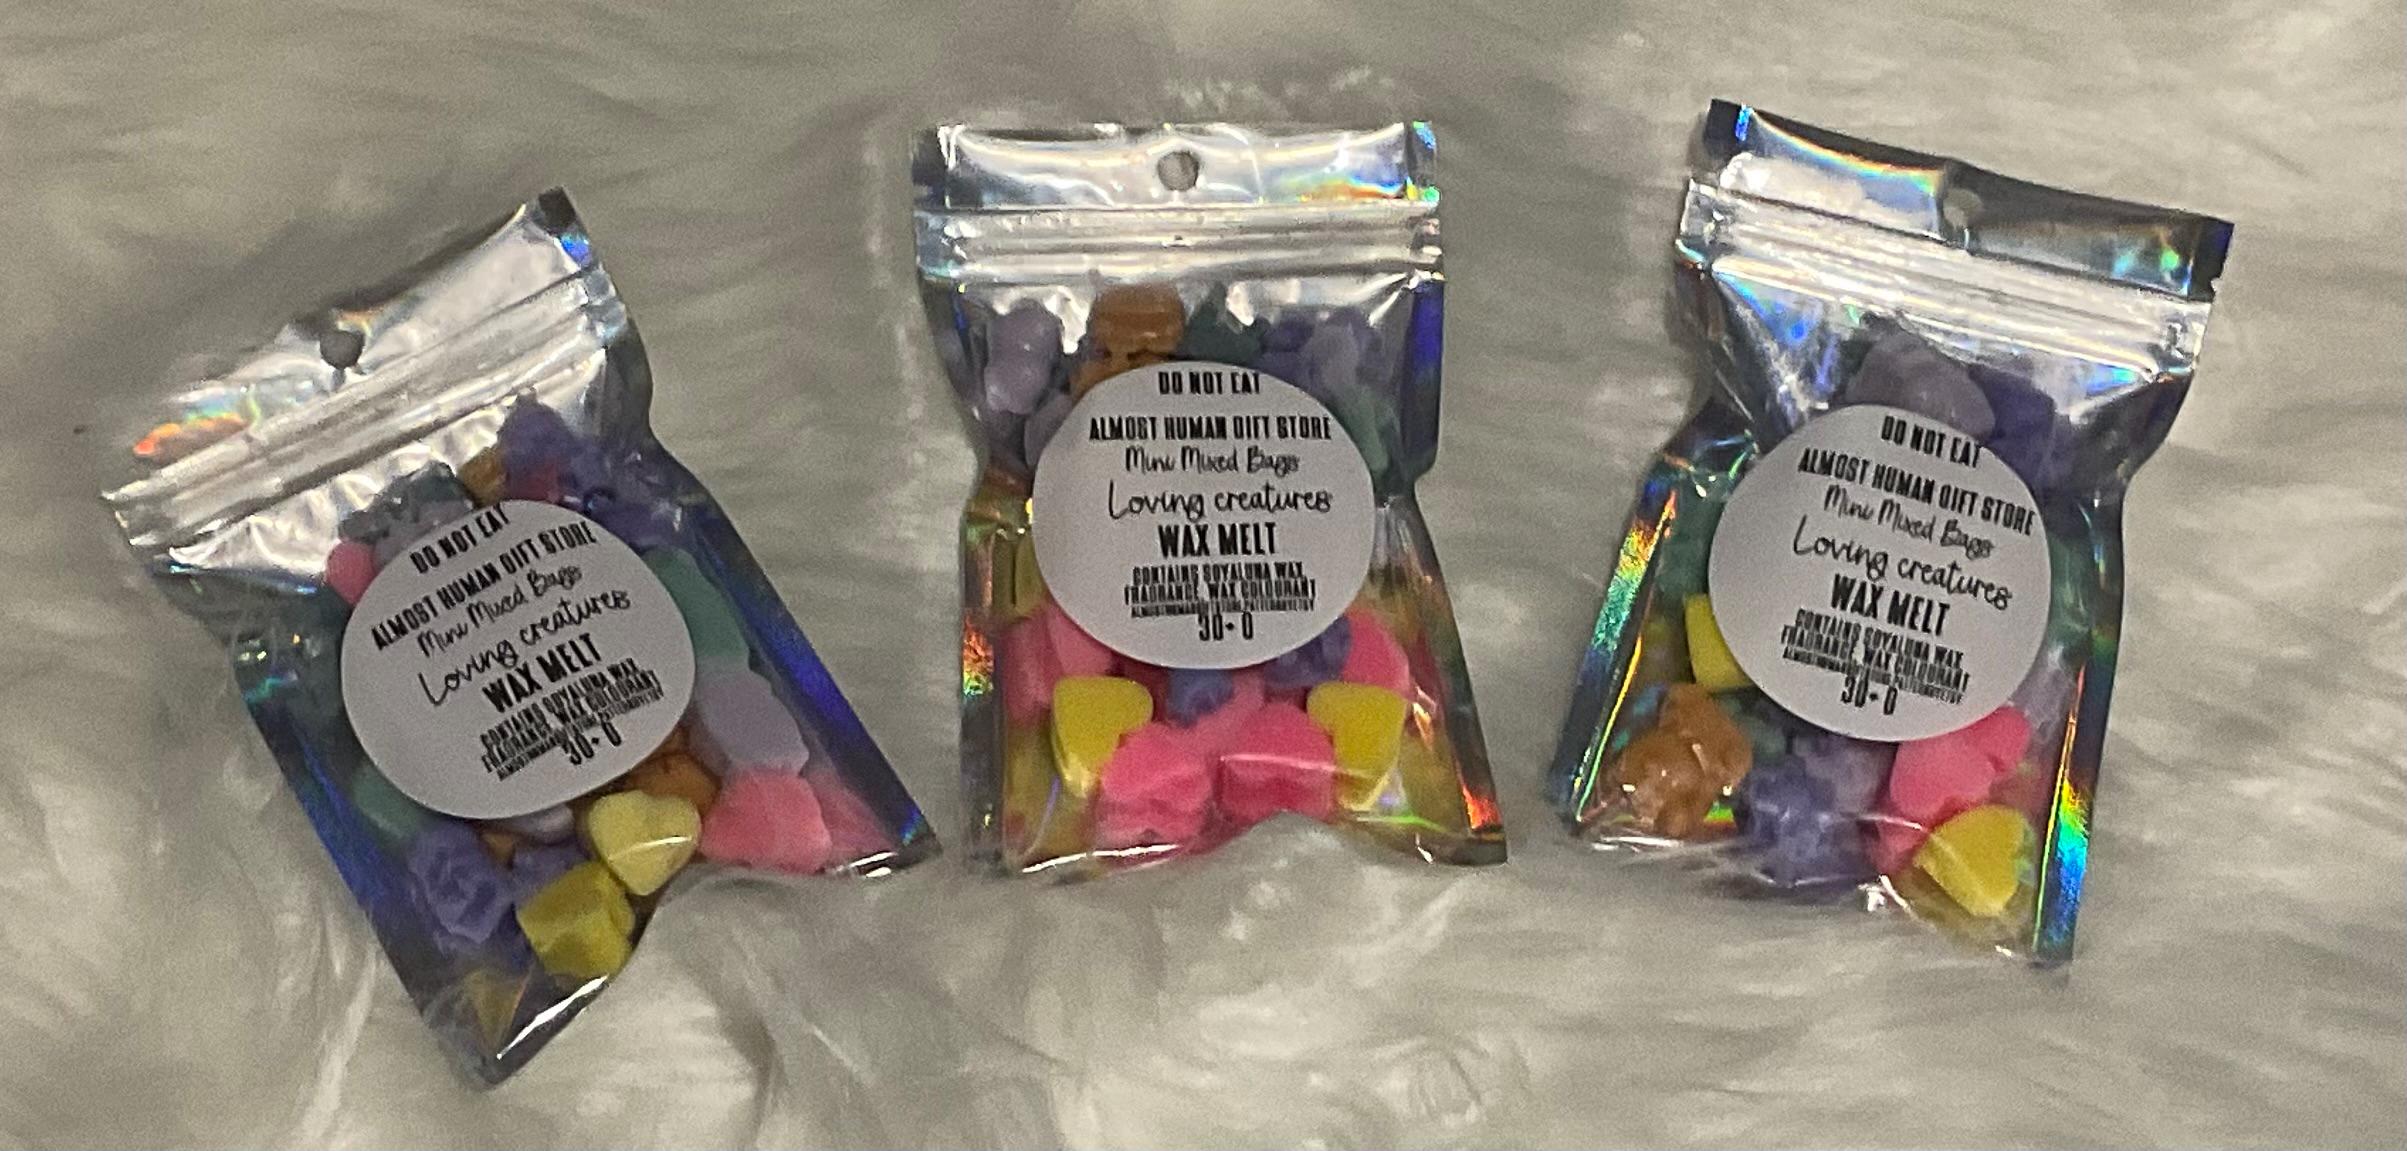 DO NOT EAT
ALMOST HUMAN GIFT STORE
Mini Mixed Bags
Loving creatures
WAX MELT
CONTAINS SOYALUNA WAX,
FRAGRANCE, WAX COLOURANT
30+ G
DO NOT EAT
ALMOST HUMAN GIFT STORE
Mini Mixed Bags
Loving creatures
WAX MELT
CONTAINS SOYALUNA WAX,
FRAGRANCE, WAX COLOURANT
30+ G
DO NOT EAT
ALMOST HUMAN GIFT STORE
Mini Mixed Bags
Loving creatures
WAX MELT
CONTAINS SOYALUNA WAX,
FRAGRANCE, WAX COLOURANT
30+ G